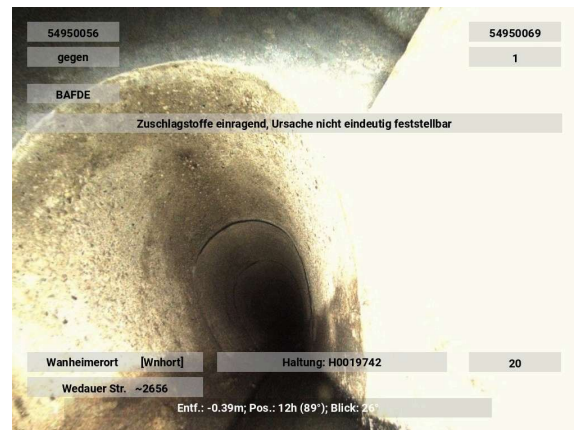 54950056
54950069
gegen
1
BAFDE
Zuschlagstoffe einragend, Ursache nicht eindeutig feststellbar
Wanheimerort [Wnhort]
Haltung: H0019742
20
Wedauer Str. ~2656
Entf.: -0.39m; Pos.: 12h (89°); Blick: 26°